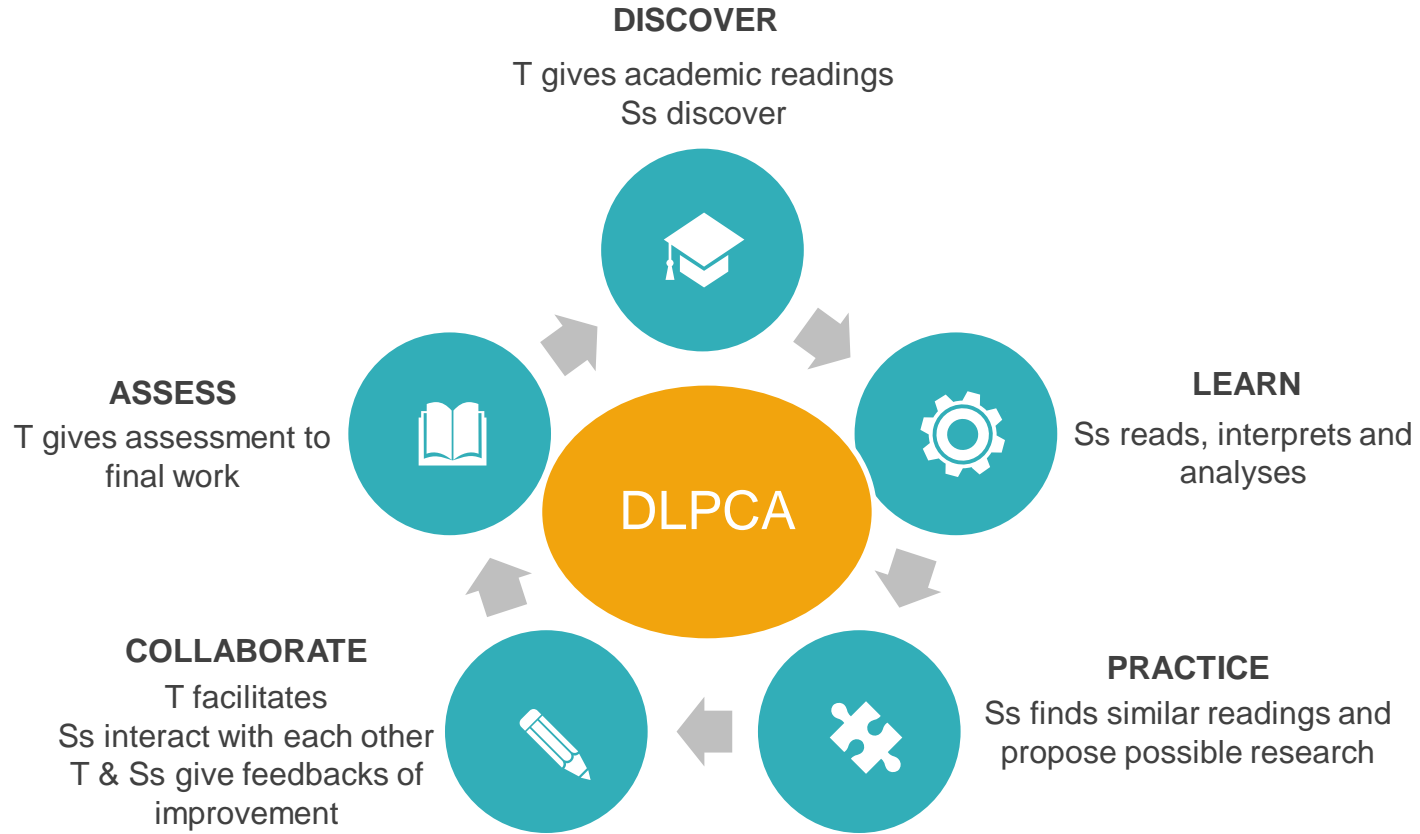 DISCOVER
T gives academic readings
Ss discover
LEARN
Ss reads, interprets and
analyses
PRACTICE
Ss finds similar readings and
propose possible research
COLLABORATE
T facilitates
Ss interact with each other
T & Ss give feedbacks of
improvement
ASSESS
T gives assessment to
final work
DLPCA